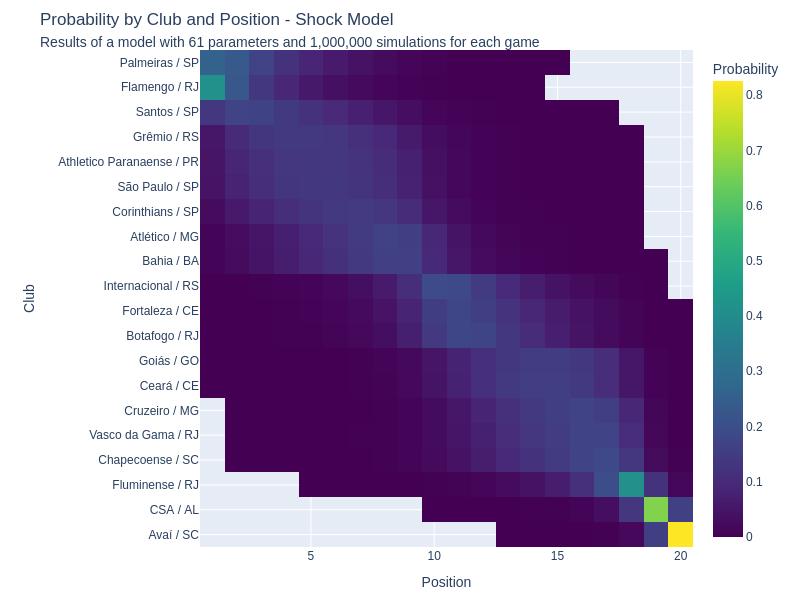 Probability by Club and Position - Shock Model
Results of a model with 61 parameters and 1,000,000 simulations for each game
Palmeiras / SP
Flamengo / RJ
Santos / SP
Grêmio / RS
Athletico Paranaense / PR
São Paulo / SP
Corinthians / SP
Atlético / MG
Bahia / BA
Internacional / RS
Fortaleza / CE
Botafogo / RJ
Goiás / GO
Ceará / CE
Cruzeiro / MG
Vasco da Gama / RJ
Chapecoense / SC
Fluminense / RJ
CSA / AL
Avaí / SC
Club
5
10
15
20
Position
Probability
0.8
0.7
0.6
0.5
0.4
0.3
0.2
0.1
0